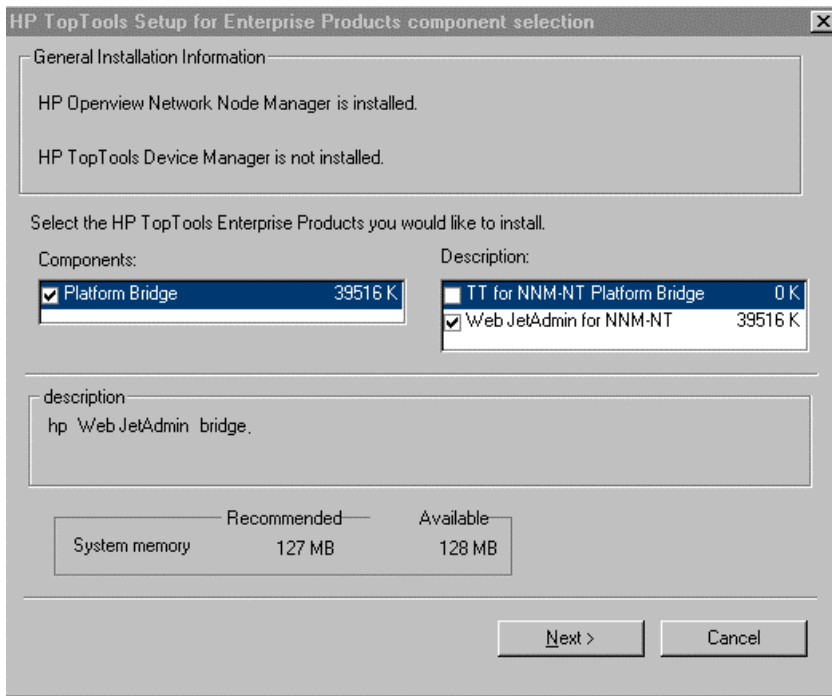 HP TopTools Setup for Enterprise Products component selection
General Installation Information
HP Openview Network Node Manager is installed.
HP TopTools Device Manager is not installed.
Select the HP TopTools Enterprise Products you would like to install.
Components:
Platform Bridge 39516 K
Description:
TT for NNM-NT Platform Bridge 0 K
Web JetAdmin for NNM-NT 39516 K
description
hp Web JetAdmin bridge.
Recommended Available
System memory 127 MB 128 MB
Next > Cancel